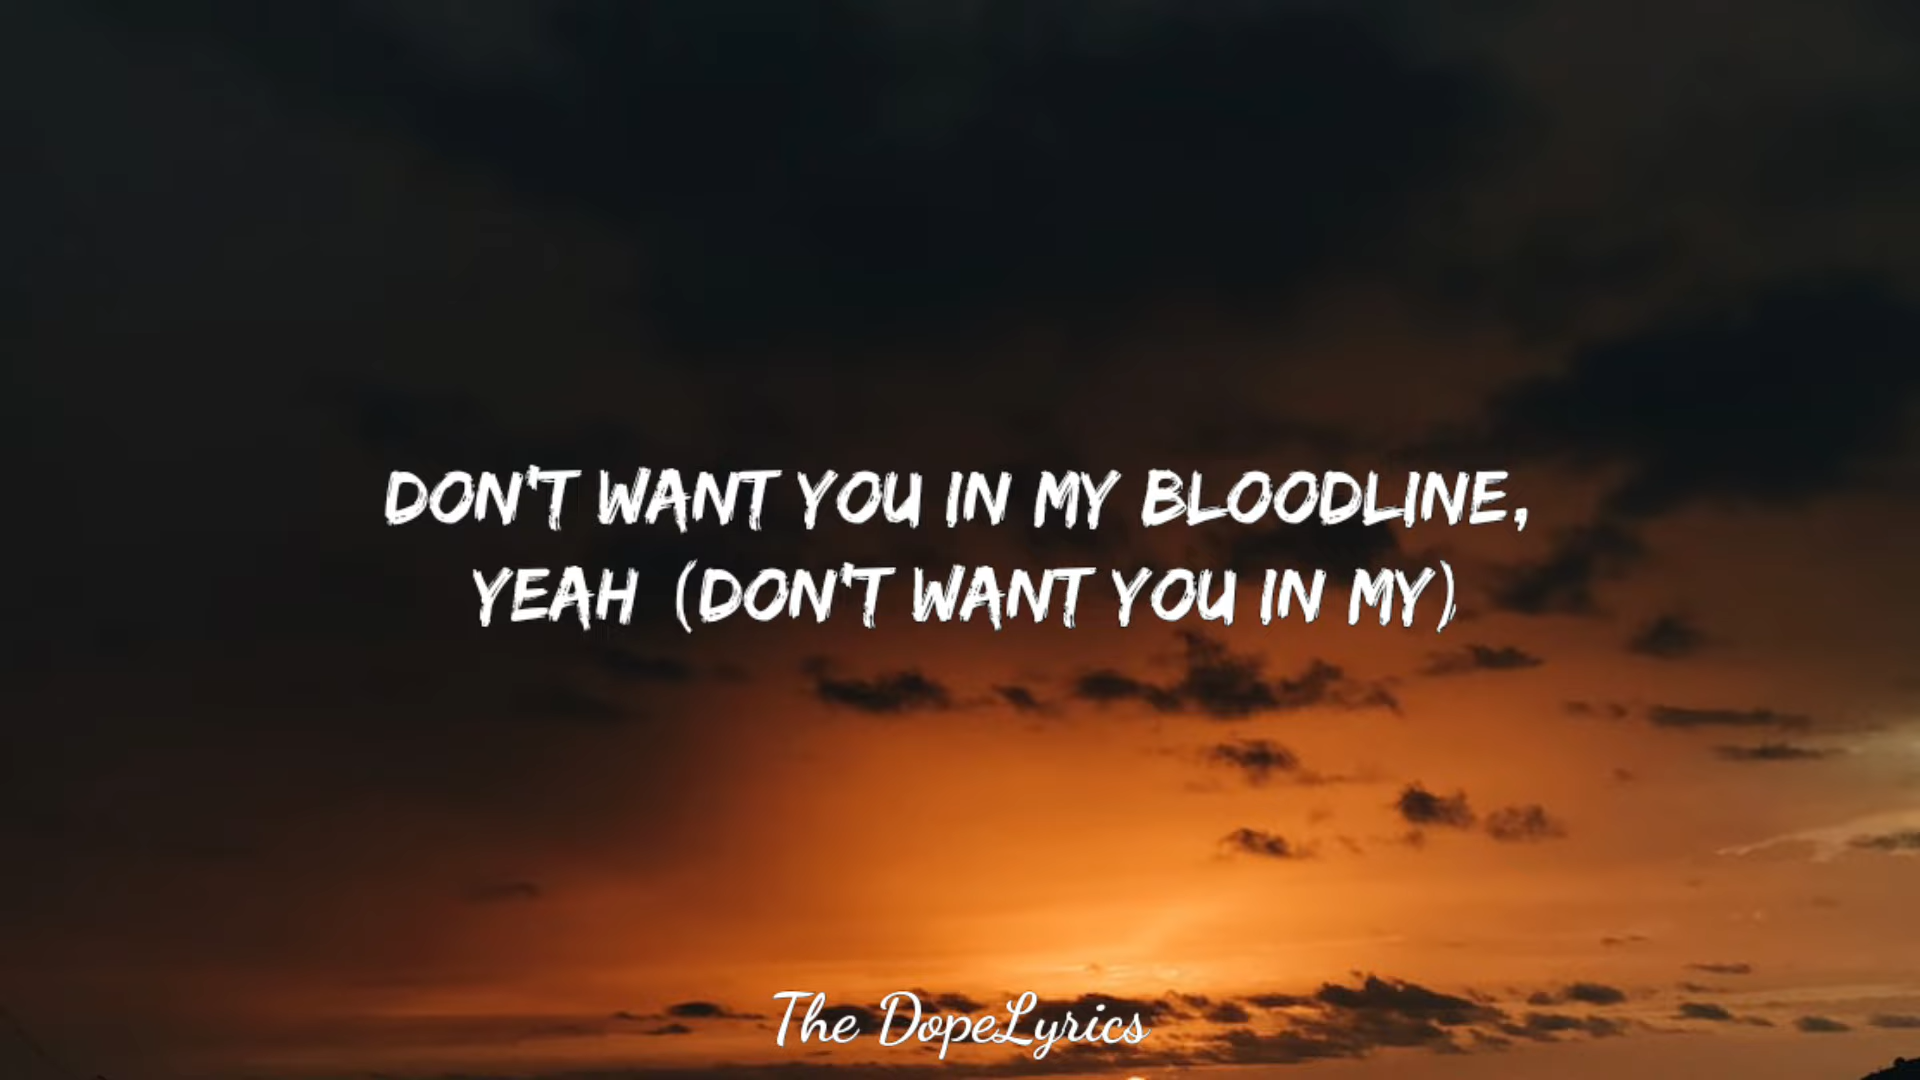 DON'T WANT YOU IN MY BLOODLINE,
YEAH (DON'T WANT YOU IN MY)
The DopeLyrics